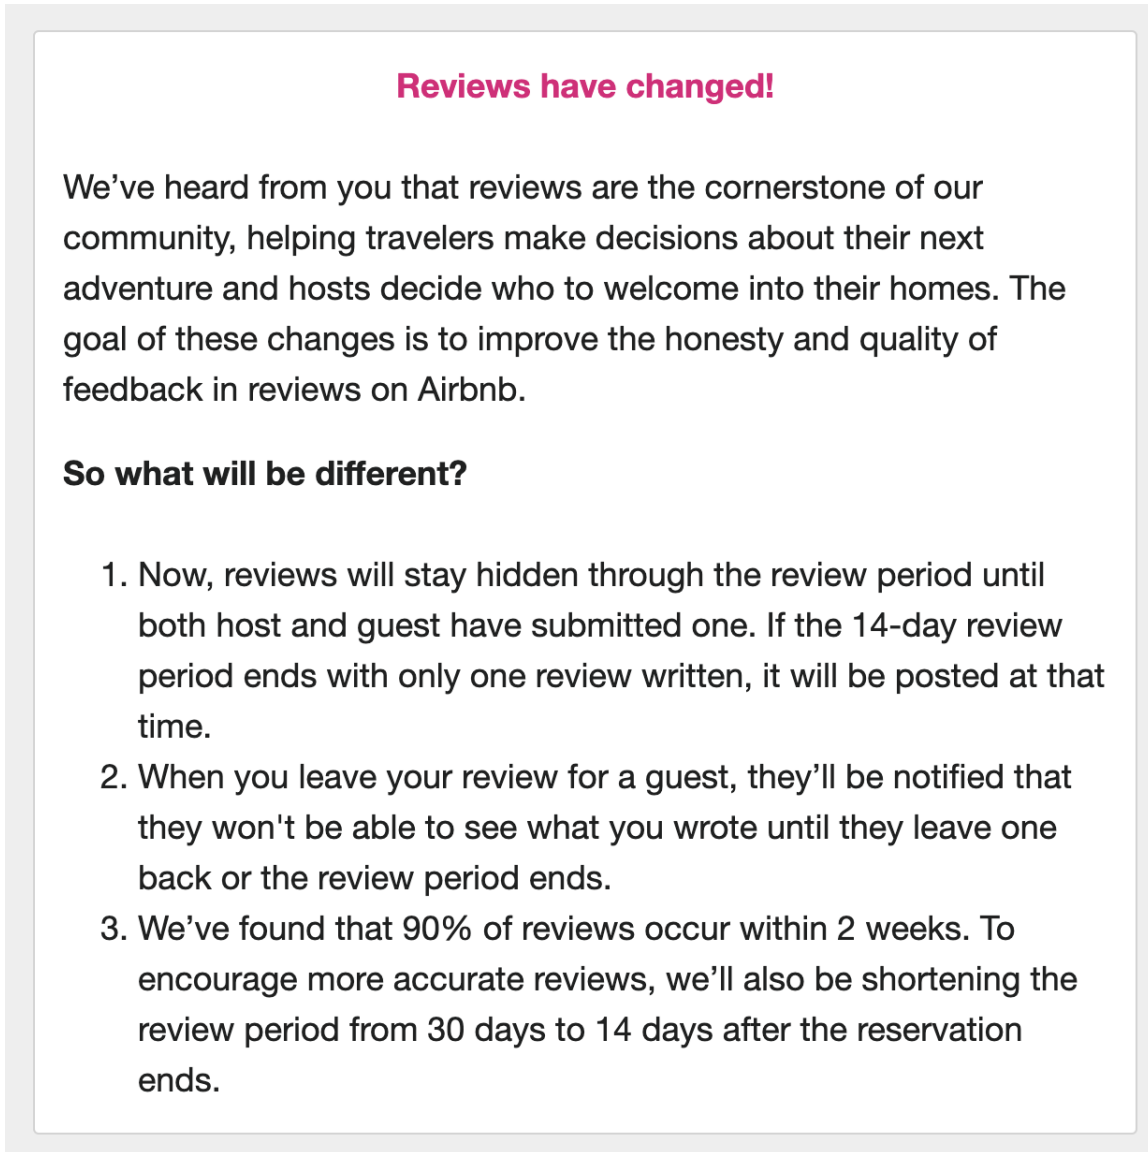 Reviews have changed!
We’ve heard from you that reviews are the cornerstone of our
community, helping travelers make decisions about their next
adventure and hosts decide who to welcome into their homes. The
goal of these changes is to improve the honesty and quality of
feedback in reviews on Airbnb.
So what will be different?
1. Now, reviews will stay hidden through the review period until
both host and guest have submitted one. If the 14-day review
period ends with only one review written, it will be posted at that
time.
2. When you leave your review for a guest, they’ll be notified that
they won't be able to see what you wrote until they leave one
back or the review period ends.
3. We’ve found that 90% of reviews occur within 2 weeks. To
encourage more accurate reviews, we’ll also be shortening the
review period from 30 days to 14 days after the reservation
ends.